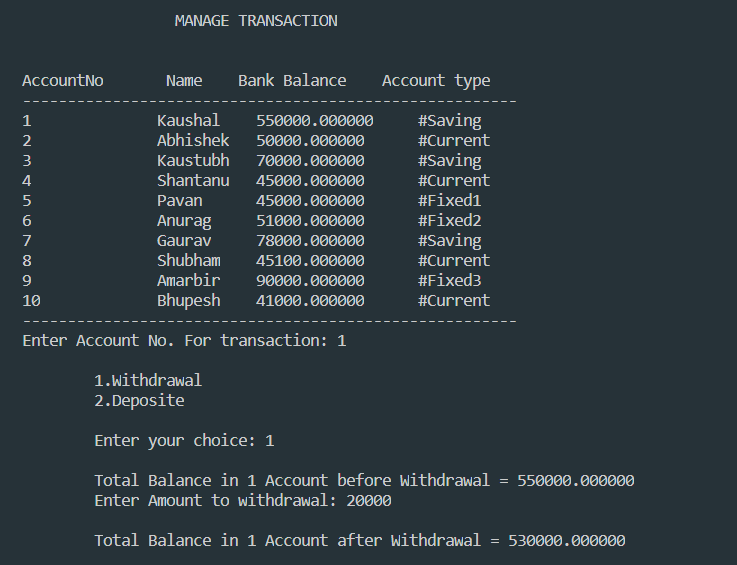 MANAGE TRANSACTION
AccountNo Name Bank Balance Account type
-------------------------------------------------------
1 Kaushal 550000.000000 #Saving
2 Abhishek 50000.000000 #Current
3 Kaustubh 70000.000000 #Saving
4 Shantanu 45000.000000 #Current
5 Pavan 45000.000000 #Fixed1
6 Anurag 51000.000000 #Fixed2
7 Gaurav 78000.000000 #Saving
8 Shubham 45100.000000 #Current
9 Amarbir 90000.000000 #Fixed3
10 Bhupesh 41000.000000 #Current
-------------------------------------------------------
Enter Account No. For transaction: 1
1.Withdrawal
2.Deposite
Enter your choice: 1
Total Balance in 1 Account before Withdrawal = 550000.000000
Enter Amount to withdrawal: 20000
Total Balance in 1 Account after Withdrawal = 530000.000000